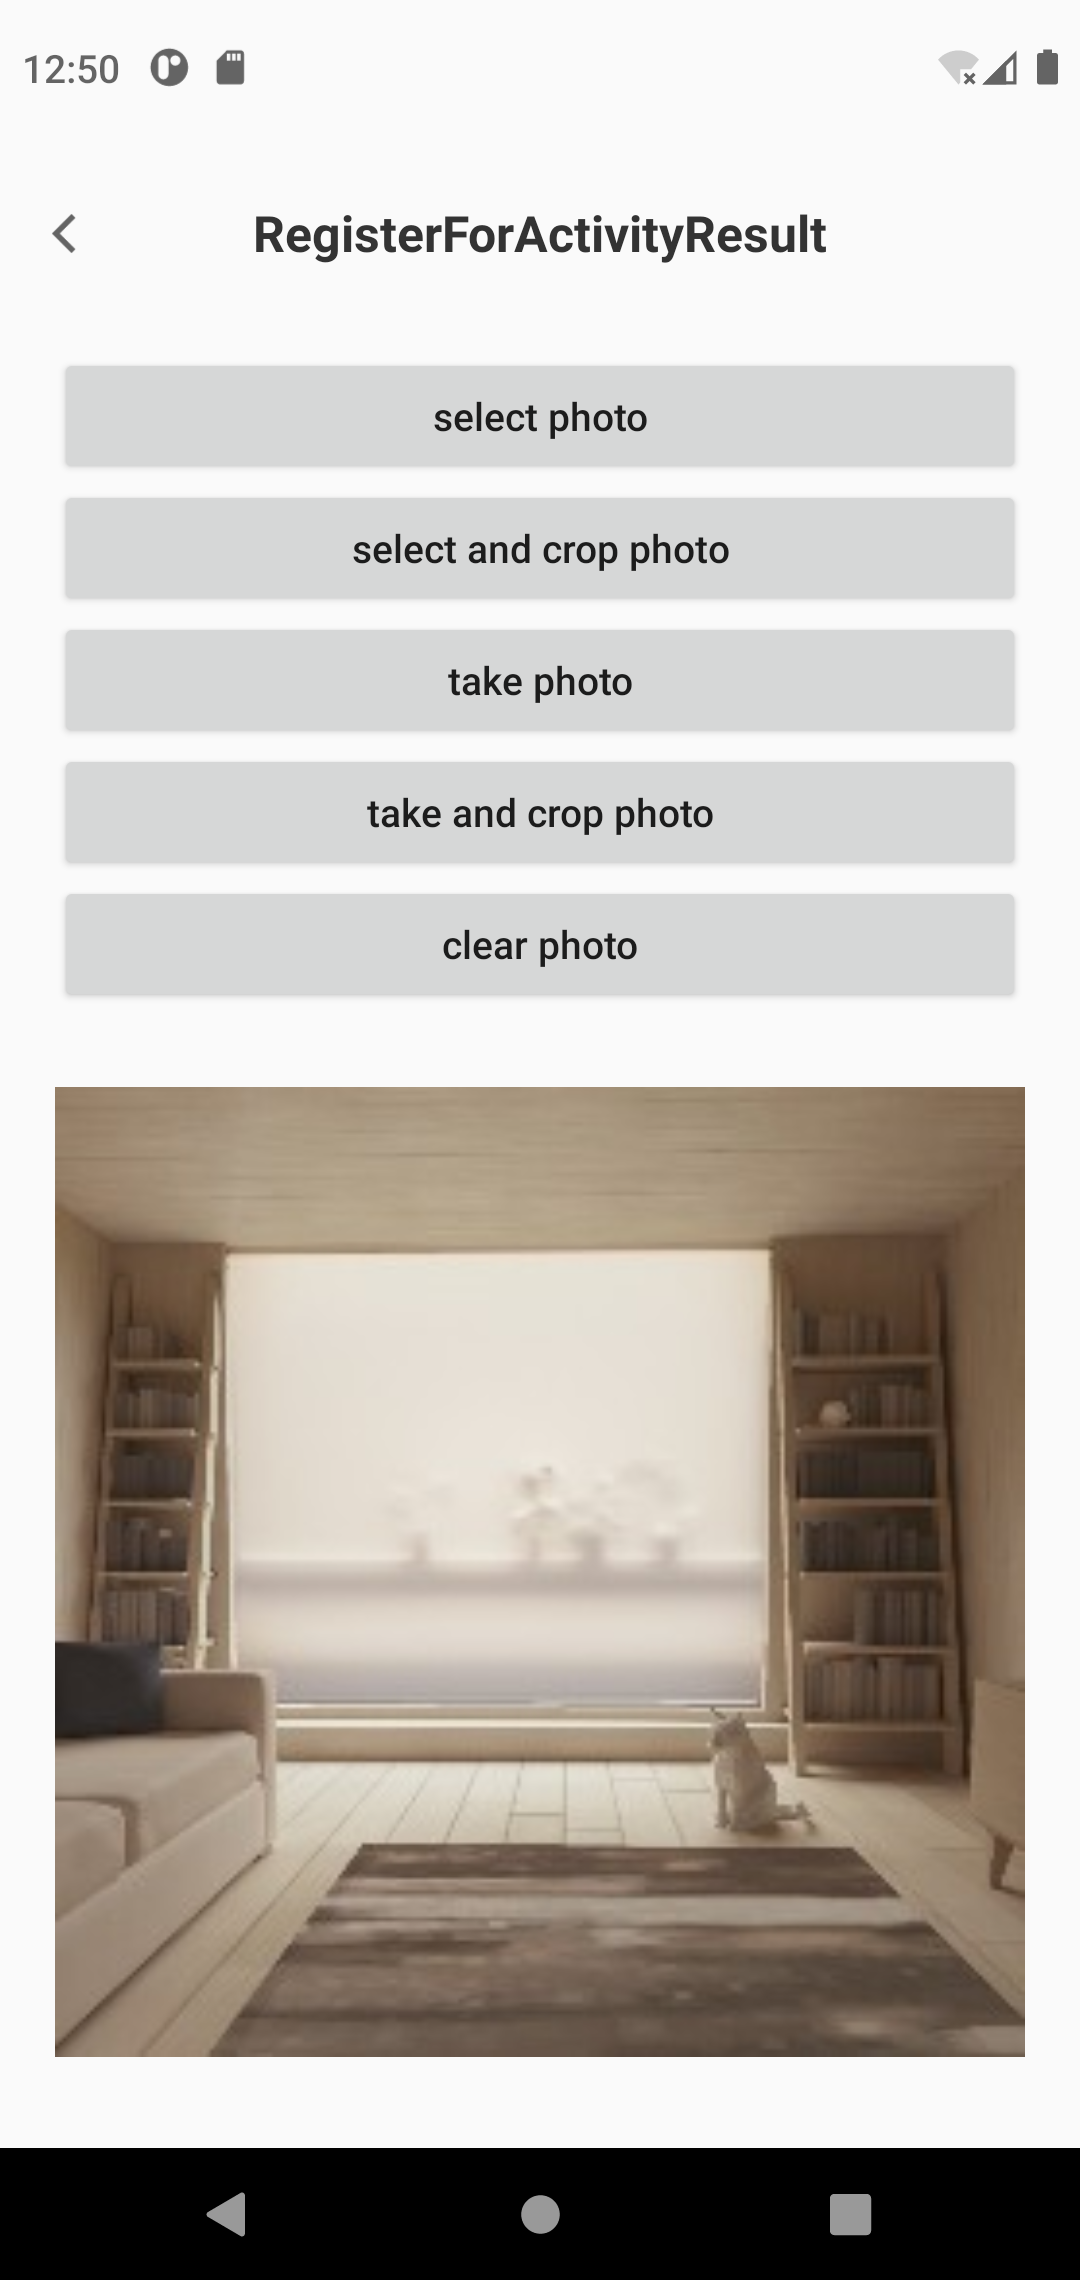 12:50
RegisterForActivityResult
select photo
select and crop photo
take photo
take and crop photo
clear photo